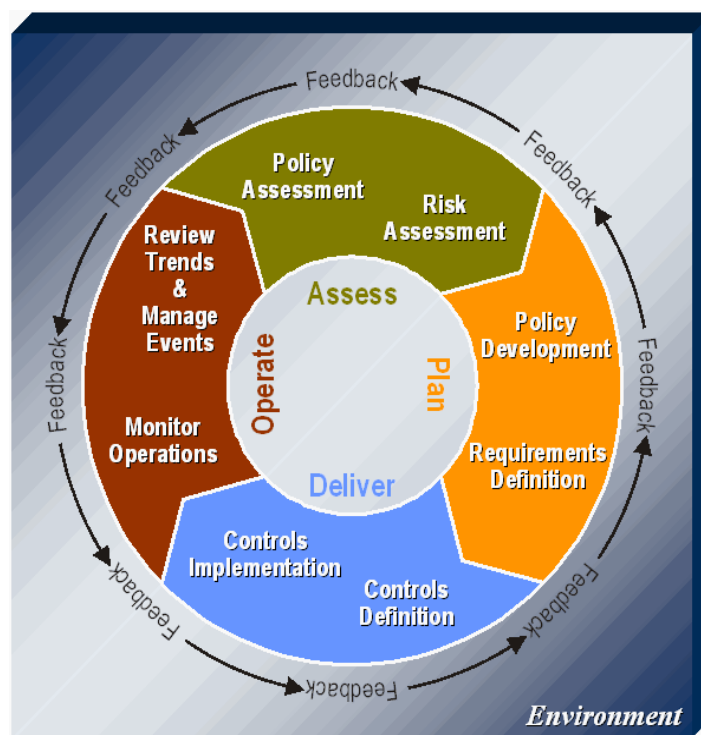 Feedback
Feedback
Feedback
Policy
Assessment
Risk
Assessment
Review
Trends
&
Manage
Events
Assess
Policy
Development
Feedback
Feedback
Operate
Plan
Monitor
Operations
Requirements
Definition
Deliver
Controls
Implementation
Controls
Definition
Feedback
Feedback
Feedback
Environment